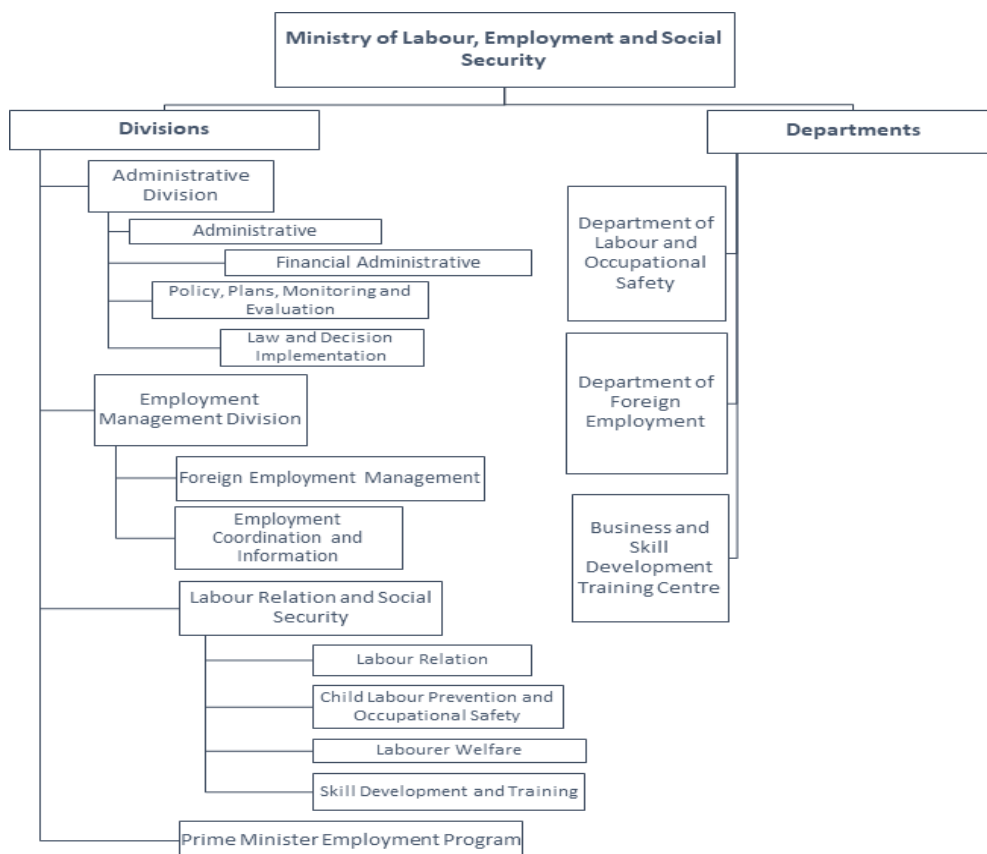 Ministry of Labour, Employment and Social
Security
Divisions
Administrative
Division
Administrative
Financial Administrative
Policy, Plans, Monitoring and
Evaluation
Law and Decision
Implementation
Employment
Management Division
Foreign Employment Management
Employment
Coordination and
Information
Labour Relation and Social
Security
Labour Relation
Child Labour Prevention and
Occupational Safety
Labourer Welfare
Skill Development and Training
Prime Minister Employment Program
Departments
Department of
Labour and
Occupational
Safety
Department of
Foreign
Employment
Business and
Skill
Development
Training Centre